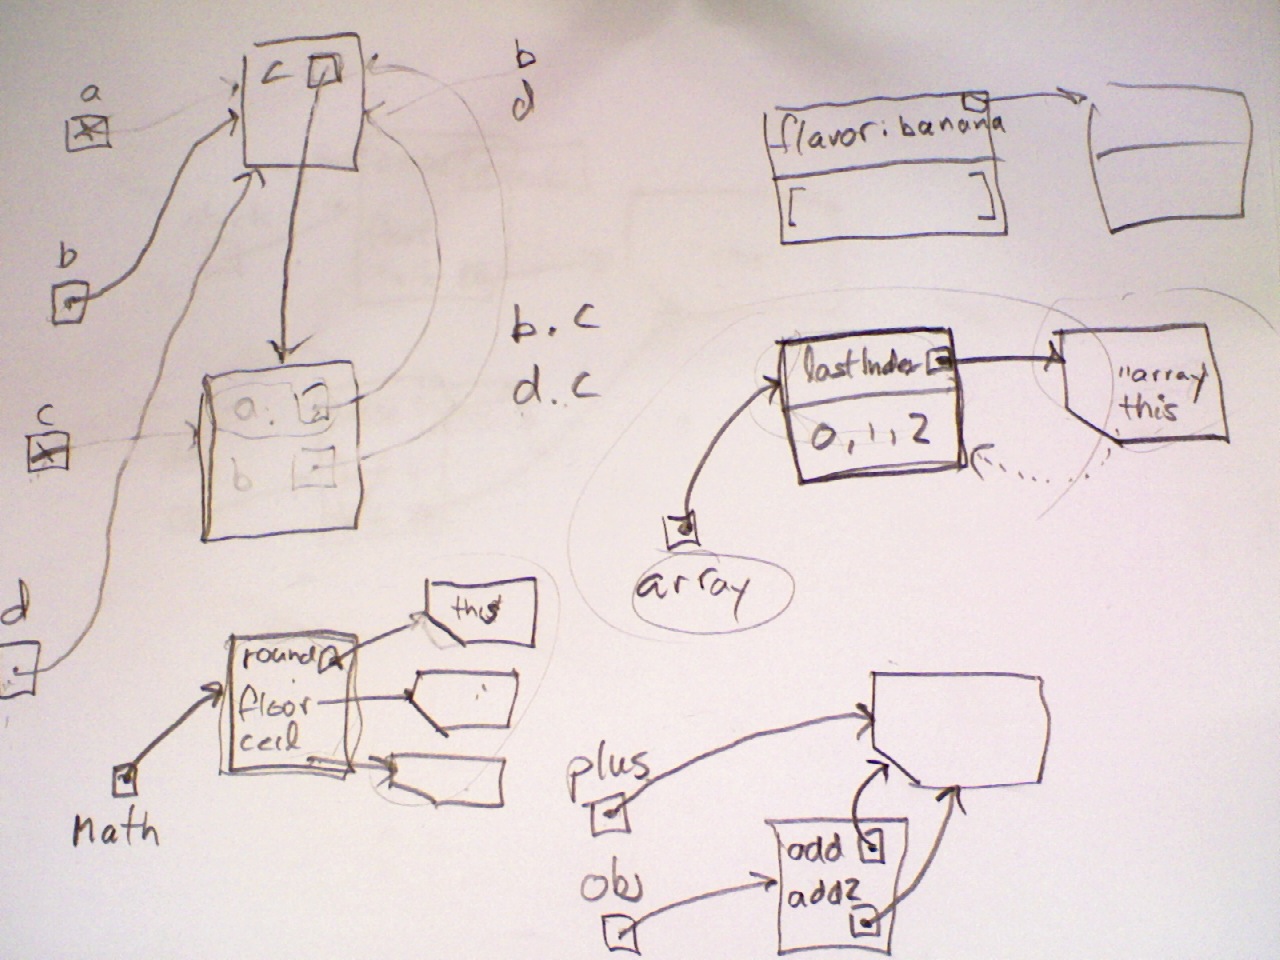 a
b
c
d
c
a.
b
b
d
b.c
d.c
flavor: banana
[ ]
lastIndex
0, 1, 2
"array
this
array
round
floor
ceil
this
Math
plus
obj
add
add2